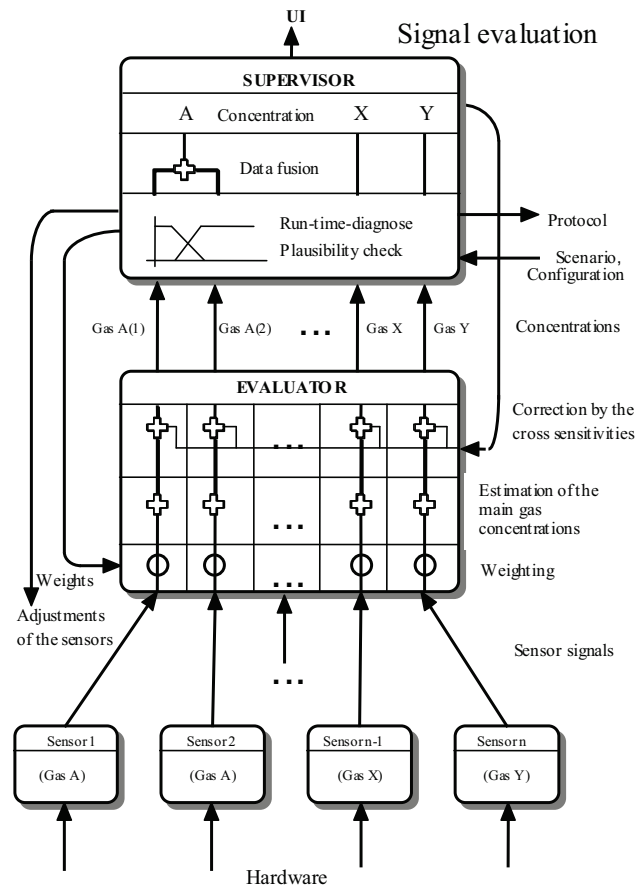 UI
Signal evaluation
SUPERVISOR
A Concentration X Y
Data fusion
Run-time-diagnose
Plausibility check
Protocol
Scenario,
Configuration
Gas A(1) Gas A(2) ... Gas X Gas Y
Concentrations
EVALUATOR
...
Correction by the
cross sensitivities
...
Estimation of the
main gas
concentrations
...
Weighting
Weights
Adjustments
of the sensors
Sensor signals
...
Sensor1 Sensor2 Sensorn-1 Sensorn
(Gas A) (Gas A) (Gas X) (Gas Y)
Hardware